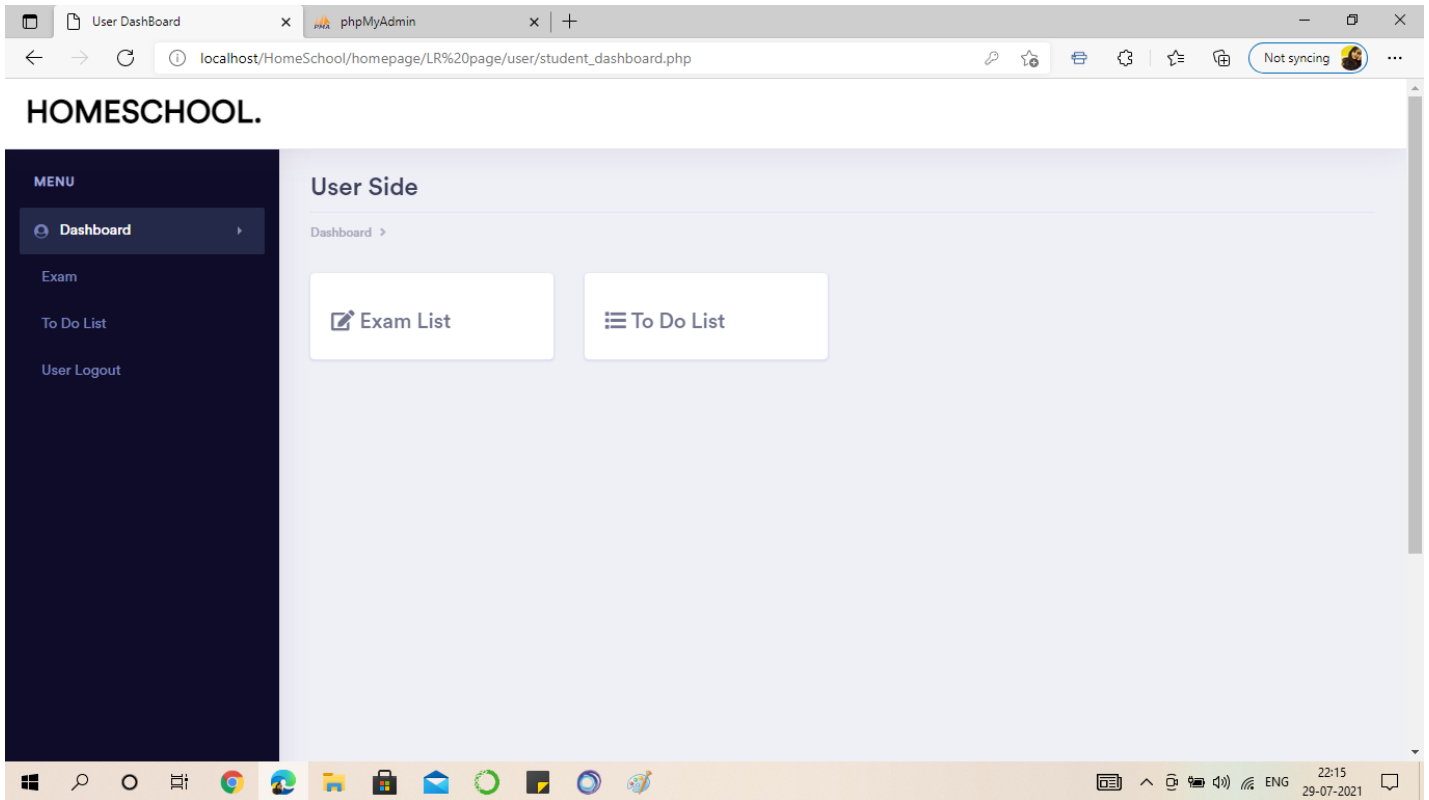 User DashBoard
phpMyAdmin
localhost/HomeSchool/homepage/LR%20page/user/student_dashboard.php
Not syncing
HOMESCHOOL.
MENU
Dashboard
Exam
To Do List
User Logout
User Side
Dashboard >
Exam List
To Do List
ENG
22:15
29-07-2021